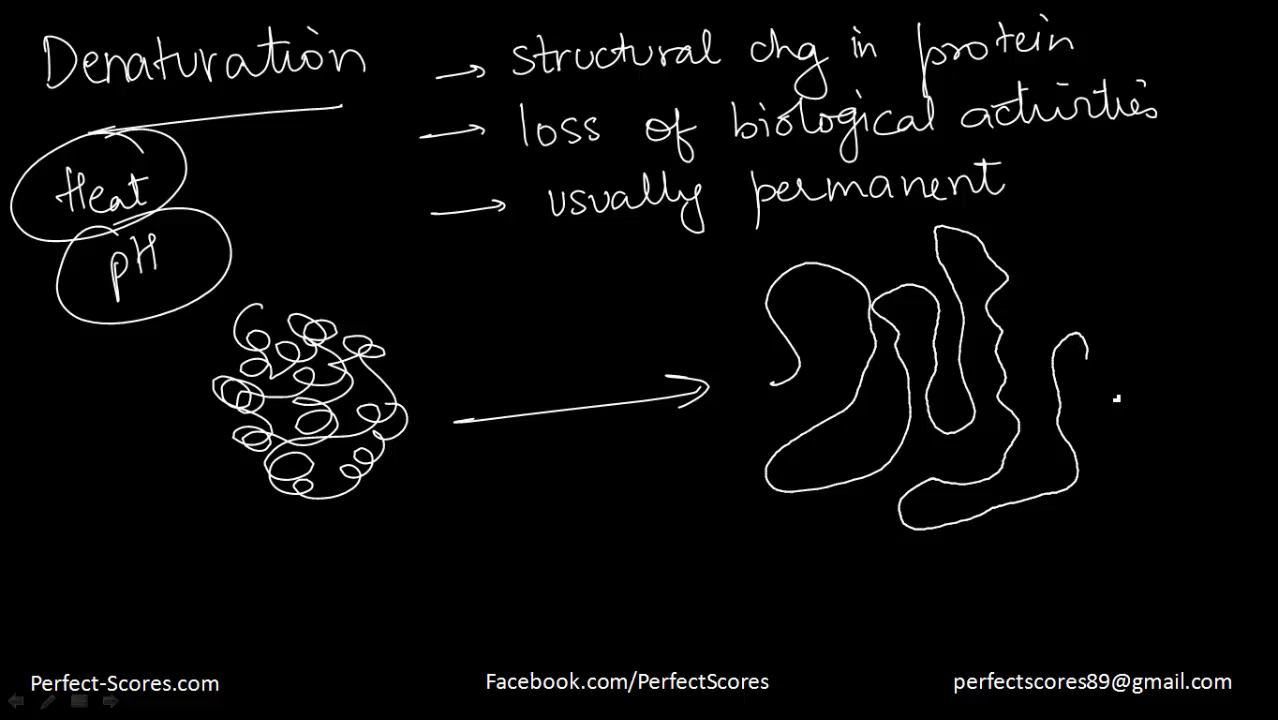 Denaturation → structural chg in protein
→ loss of biological activities
→ usually permanent
Heat
pH
Perfect-Scores.com
Facebook.com/PerfectScores
perfectscores89@gmail.com